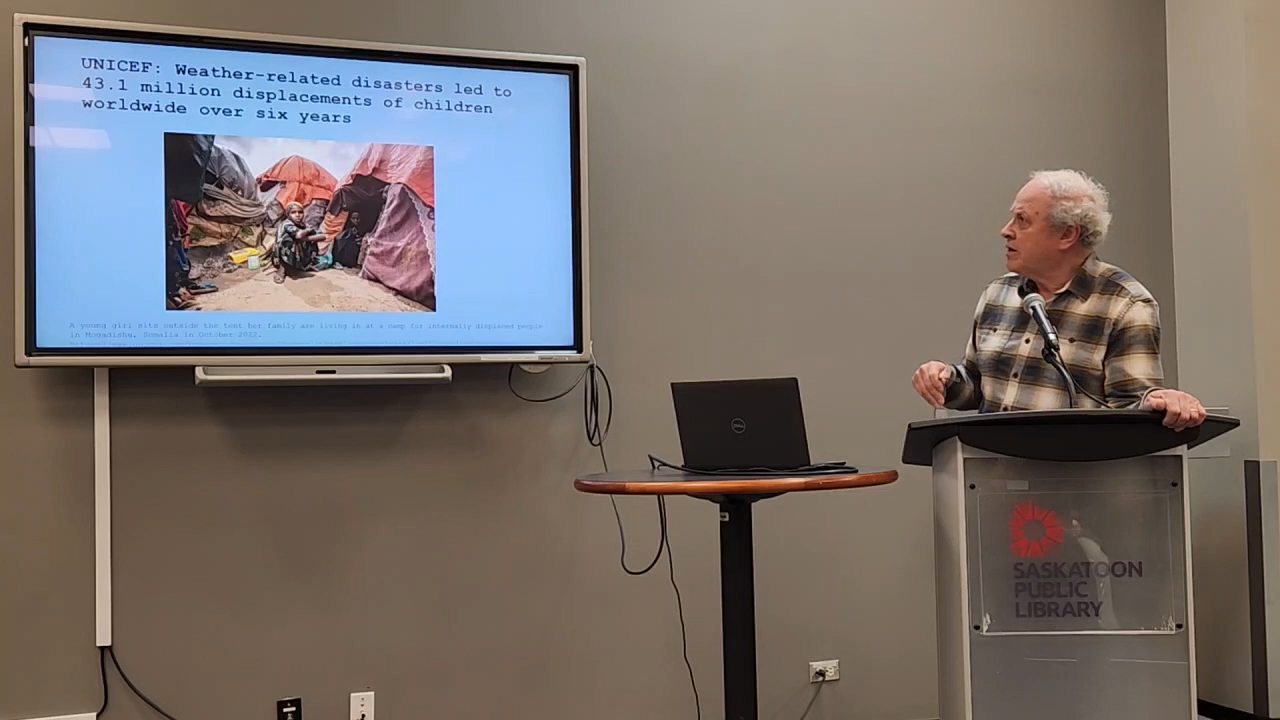 UNICEF: Weather-related disasters led to
43.1 million displacements of children
worldwide over six years
A young girl sits outside the tent her family are living in at a camp for internally displaced people
in Mogadishu, Somalia in October 2022.
DELL
SASKATOON
PUBLIC
LIBRARY